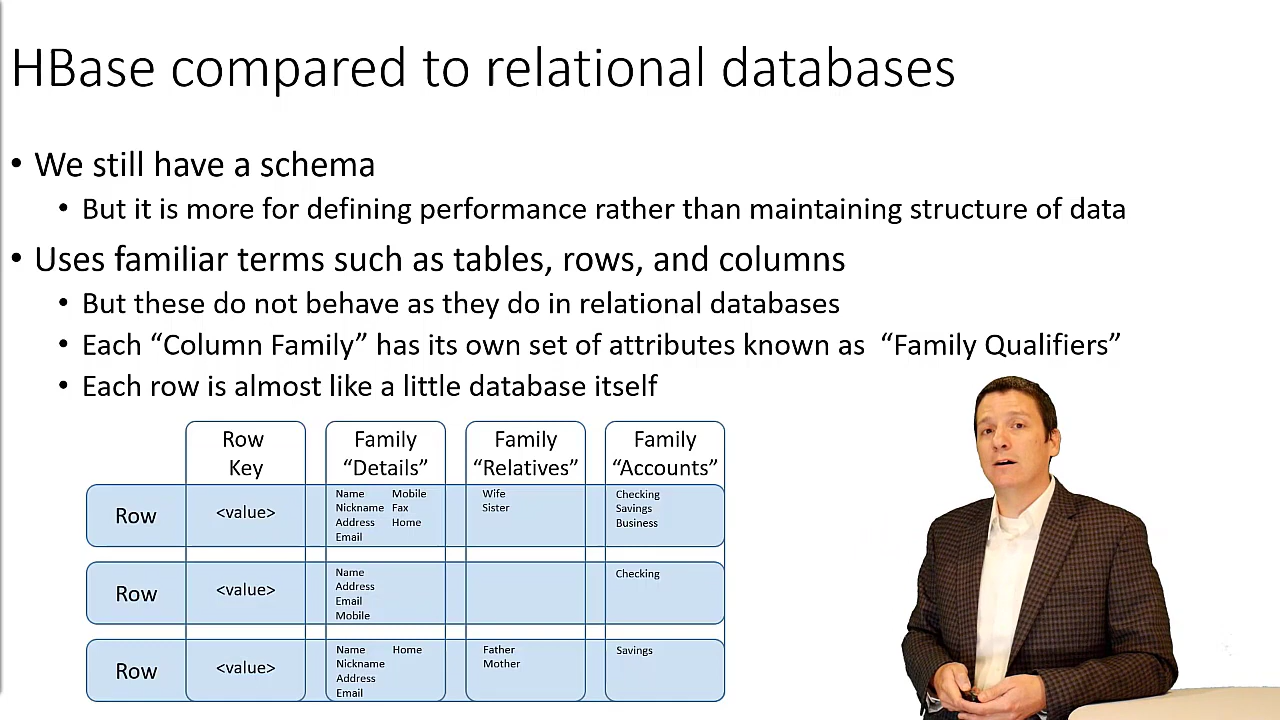 HBase compared to relational databases
• We still have a schema
• But it is more for defining performance rather than maintaining structure of data
• Uses familiar terms such as tables, rows, and columns
• But these do not behave as they do in relational databases
• Each “Column Family” has its own set of attributes known as “Family Qualifiers”
• Each row is almost like a little database itself
Row Key
Family “Details”
Family “Relatives”
Family “Accounts”
Row
<value>
Name Mobile
Nickname Fax
Address Home
Email
Wife
Sister
Checking
Savings
Business
Row
<value>
Name
Address
Email
Mobile
Checking
Row
<value>
Name Home
Nickname
Address
Email
Father
Mother
Savings